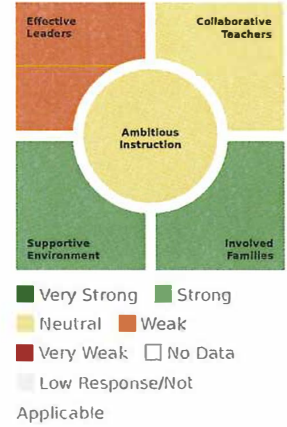 Effective
Leaders
Collaborative
Teachers
Ambitious
Instruction
Supportive
Environment
Involved
Families
Very Strong
Strong
Neutral
Weak
Very Weak
No Data
Low Response/Not
Applicable